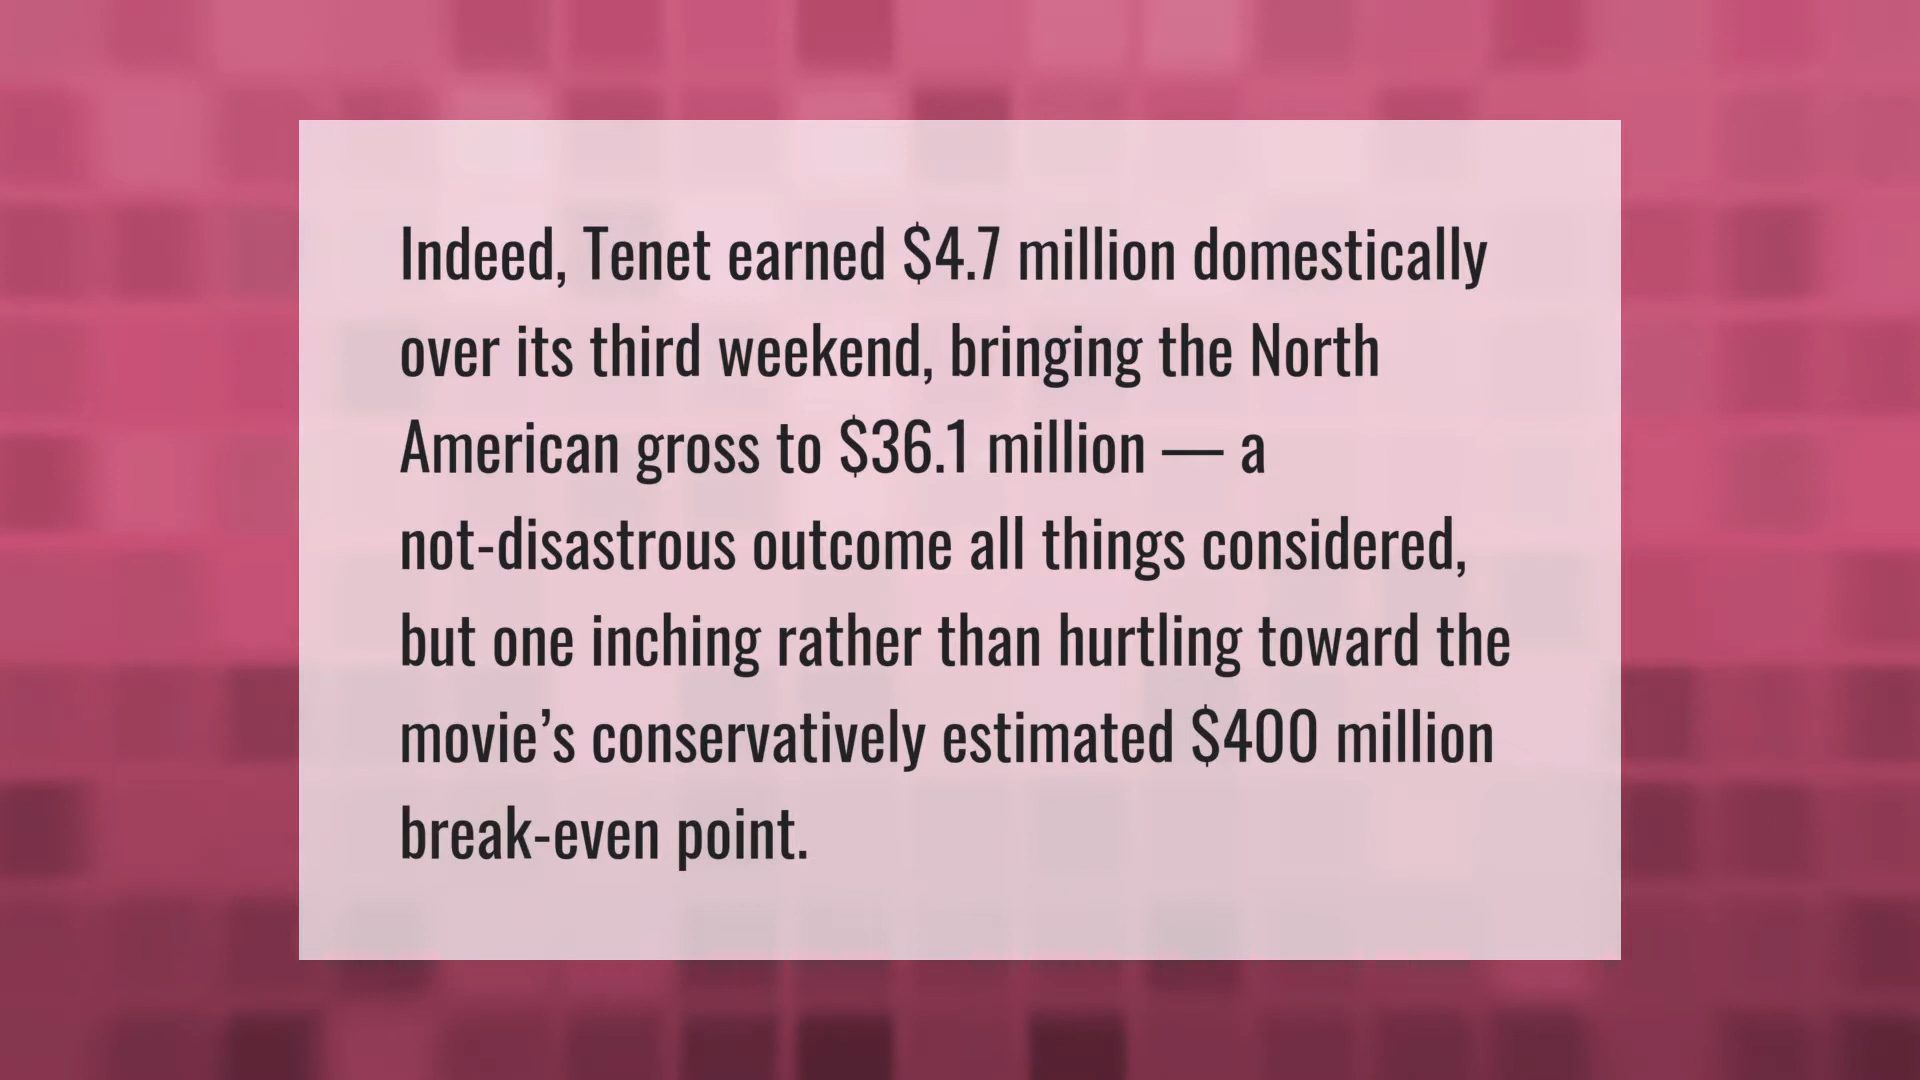 Indeed, Tenet earned $4.7 million domestically
over its third weekend, bringing the North
American gross to $36.1 million — a
not-disastrous outcome all things considered,
but one inching rather than hurtling toward the
movie’s conservatively estimated $400 million
break-even point.